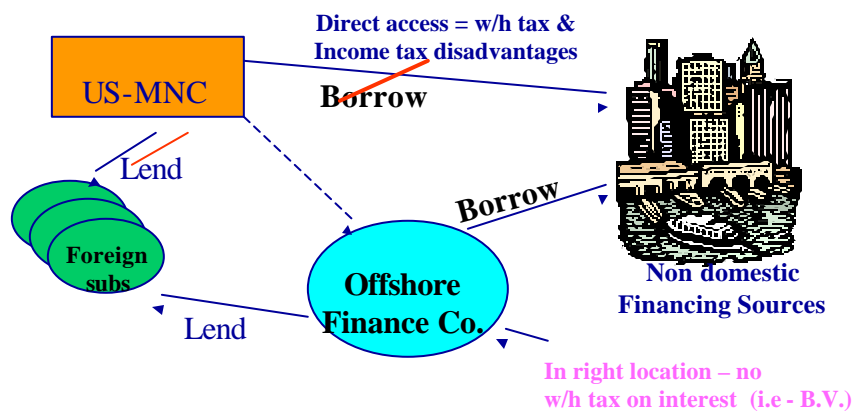 Direct access = w/h tax &
Income tax disadvantages
US-MNC
Borrow
Lend
Borrow
Foreign
subs
Offshore
Finance Co.
Non domestic
Financing Sources
Lend
In right location – no
w/h tax on interest (i.e - B.V.)